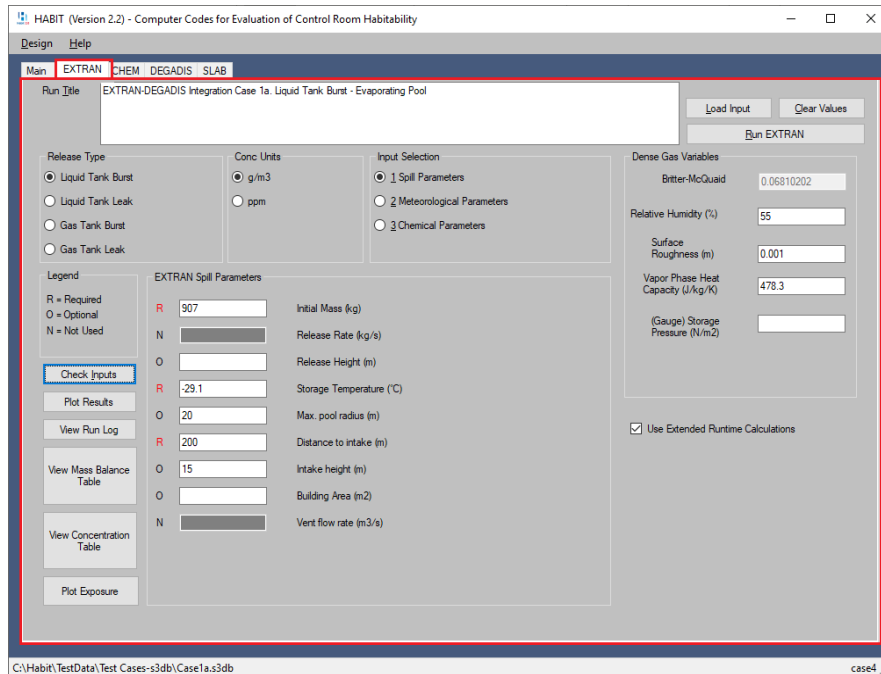 HABIT (Version 2.2) - Computer Codes for Evaluation of Control Room Habitability
Design Help
Main EXTRAN CHEM DEGADIS SLAB
Run Title
EXTRAN-DEGADIS Integration Case 1a. Liquid Tank Burst - Evaporating Pool
Load Input Clear Values
Run EXTRAN
Release Type
Liquid Tank Burst
Liquid Tank Leak
Gas Tank Burst
Gas Tank Leak
Conc Units
g/m3
ppm
Input Selection
1 Spill Parameters
2 Meteorological Parameters
3 Chemical Parameters
Dense Gas Variables
Britter-McQuaid 0.06810202
Relative Humidity (%) 55
Surface
Roughness (m) 0.001
Vapor Phase Heat
Capacity (J/kg/K) 478.3
(Gauge) Storage
Pressure (N/m2)
Legend
R = Required
O = Optional
N = Not Used
Check Inputs
Plot Results
View Run Log
View Mass Balance
Table
View Concentration
Table
Plot Exposure
EXTRAN Spill Parameters
R 907 Initial Mass (kg)
N Release Rate (kg/s)
O Release Height (m)
R -29.1 Storage Temperature (°C)
O 20 Max. pool radius (m)
R 200 Distance to intake (m)
O 15 Intake height (m)
O Building Area (m2)
N Vent flow rate (m3/s)
Use Extended Runtime Calculations
C:\Habit\TestData\Test Cases-s3db\Case1a.s3db case4